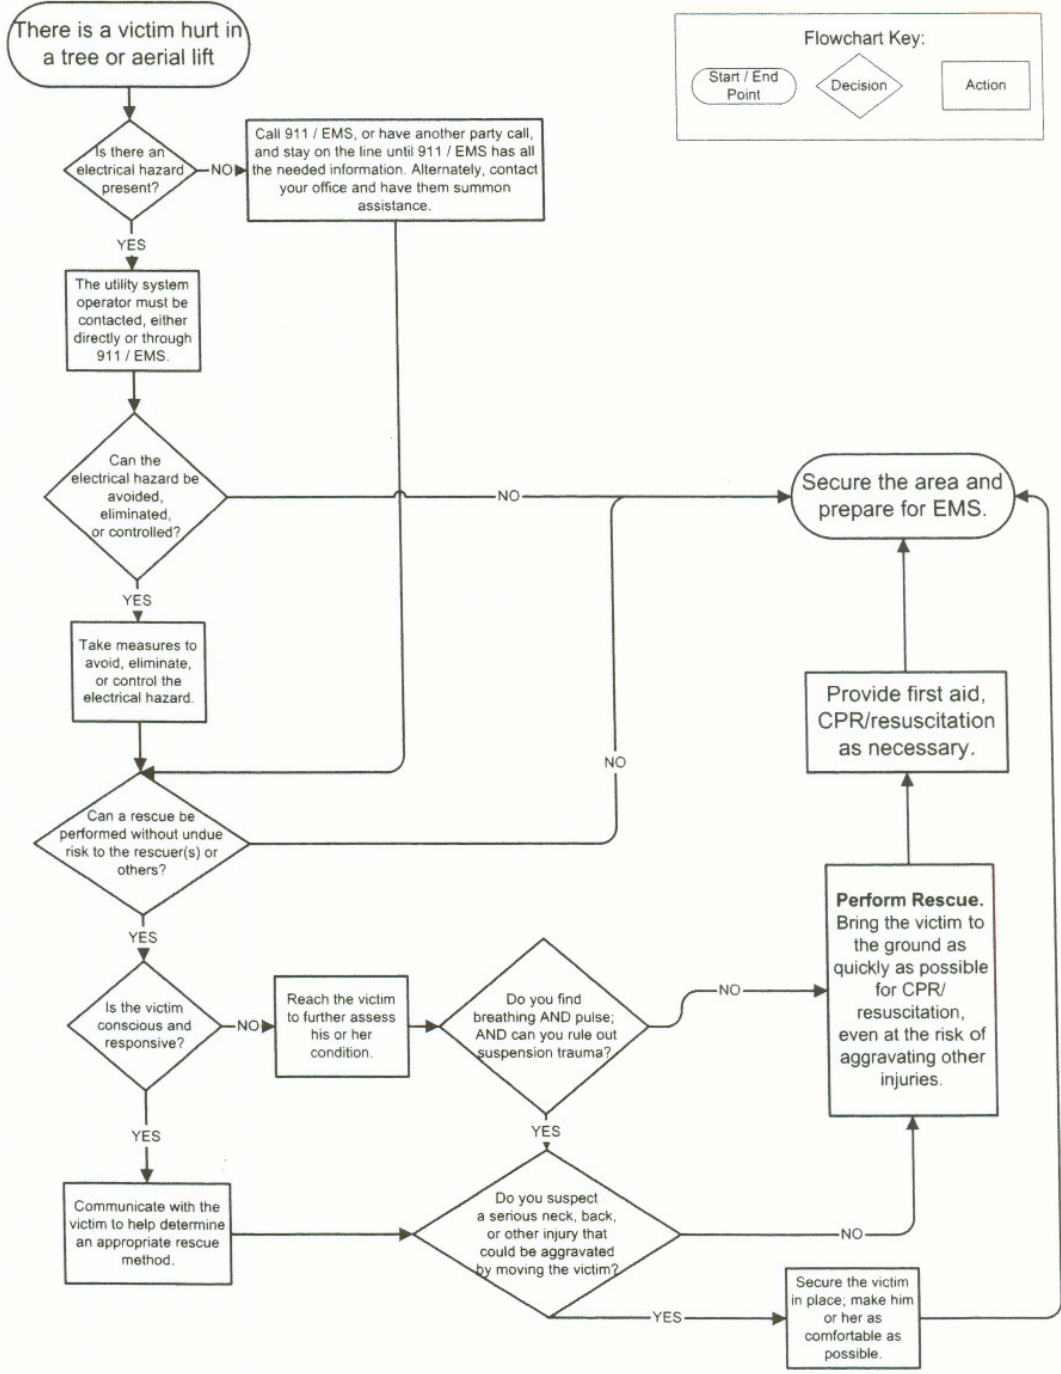 There is a victim hurt in
a tree or aerial lift
Flowchart Key:
Start / End
Point
Decision
Action
Is there an
electrical hazard
present?
NO
Call 911 / EMS, or have another party call,
and stay on the line until 911 / EMS has all
the needed information. Alternately, contact
your office and have them summon
assistance.
YES
The utility system
operator must be
contacted, either
directly or through
911 / EMS.
Can the
electrical hazard be
avoided,
eliminated,
or controlled?
NO
Secure the area and
prepare for EMS.
YES
Take measures to
avoid, eliminate,
or control the
electrical hazard.
Provide first aid,
CPR/resuscitation
as necessary.
NO
Can a rescue be
performed without undue
risk to the rescuer(s) or
others?
YES
Perform Rescue.
Bring the victim to
the ground as
quickly as possible
for CPR/
resuscitation,
even at the risk of
aggravating other
injuries.
Is the victim
conscious and
responsive?
NO
Reach the victim
to further assess
his or her
condition.
Do you find
breathing AND pulse;
AND can you rule out
suspension trauma?
NO
YES
YES
Communicate with the
victim to help determine
an appropriate rescue
method.
Do you suspect
a serious neck, back,
or other injury that
could be aggravated
by moving the victim?
NO
YES
Secure the victim
in place; make him
or her as
comfortable as
possible.